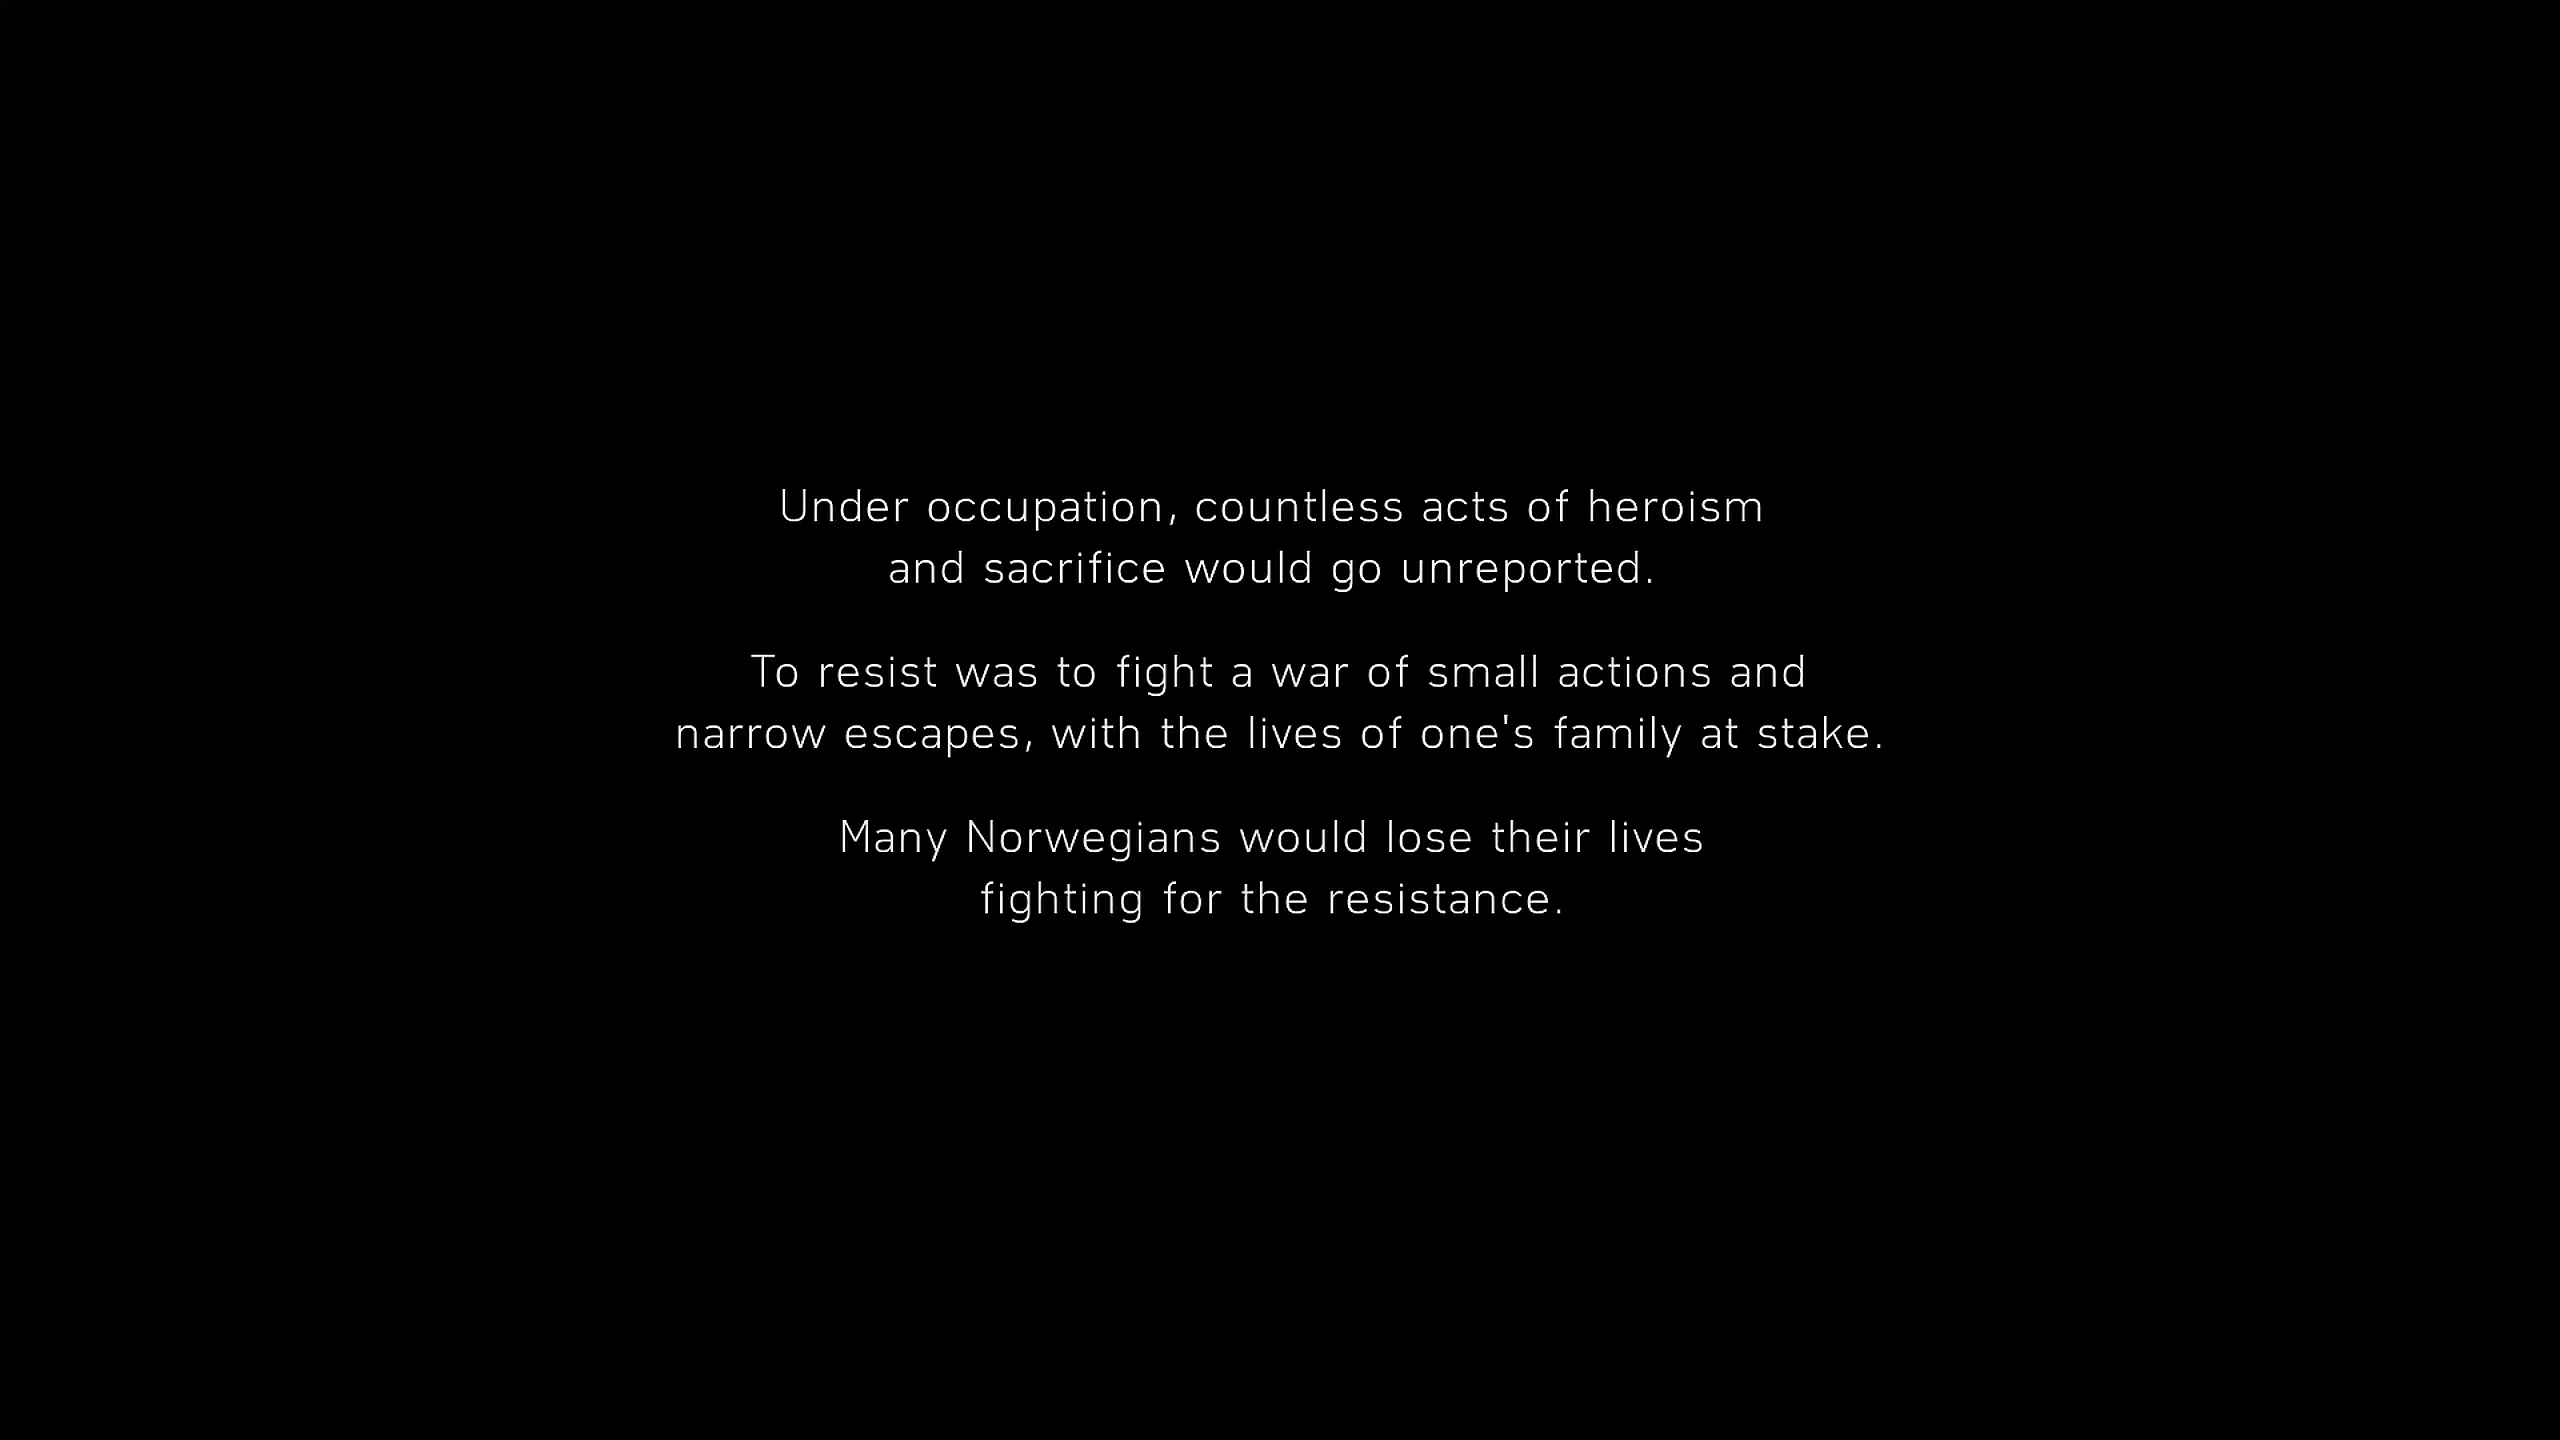 Under occupation, countless acts of heroism
and sacrifice would go unreported.
To resist was to fight a war of small actions and
narrow escapes, with the lives of one's family at stake.
Many Norwegians would lose their lives
fighting for the resistance.